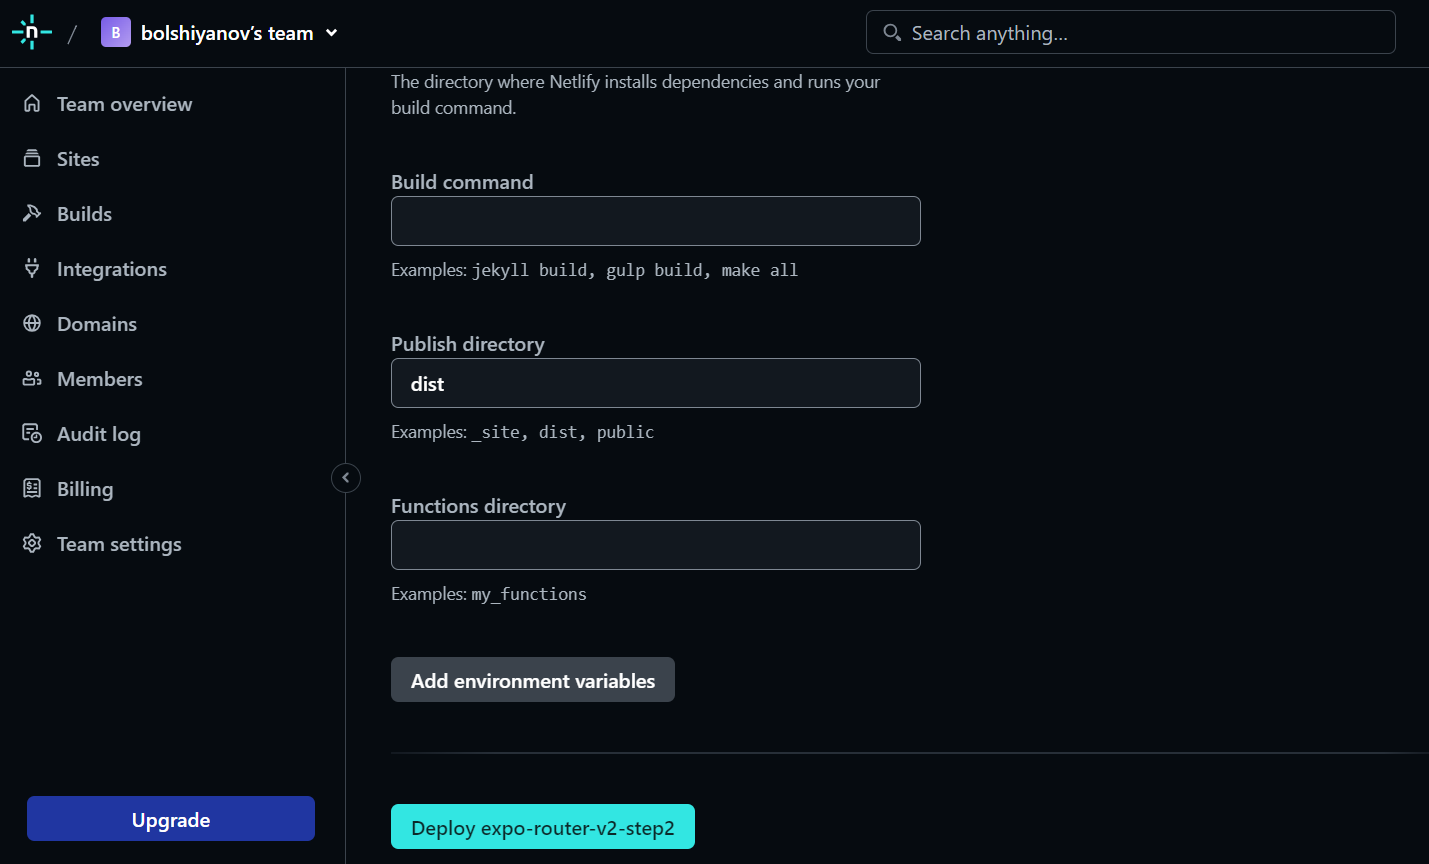 n / B bolshiyanov's team
Search anything...
Team overview
Sites
Builds
Integrations
Domains
Members
Audit log
Billing
Team settings
Upgrade
The directory where Netlify installs dependencies and runs your
build command.
Build command
Examples: jekyll build, gulp build, make all
Publish directory
dist
Examples: _site, dist, public
Functions directory
Examples: my_functions
Add environment variables
Deploy expo-router-v2-step2